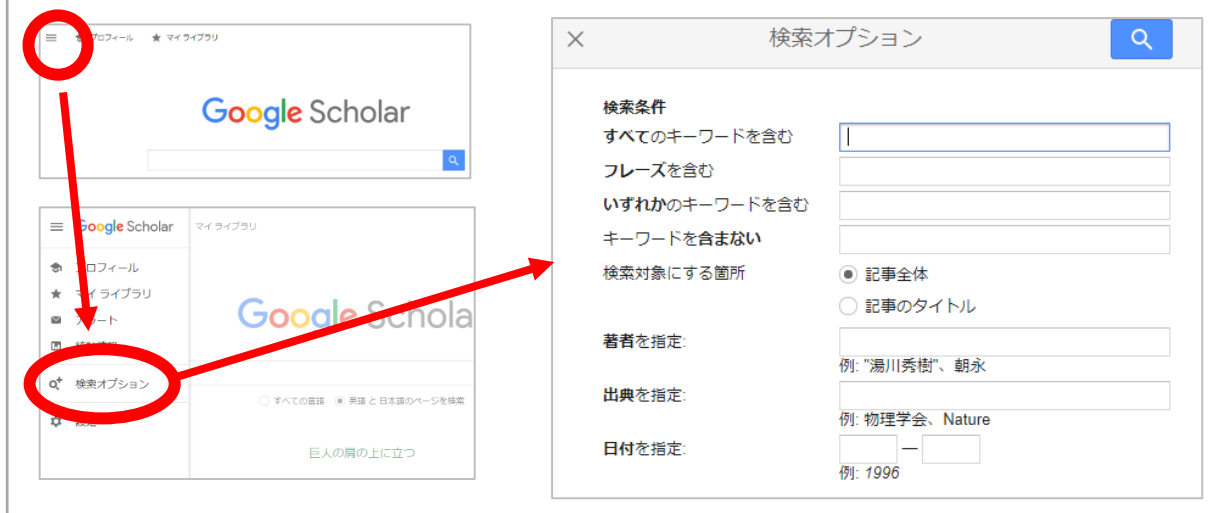 プロフィール ★ マイ ライブラリ
Google Scholar
Google Scholar マイ ライブラリ
プロフィール
マイ ライブラリ
アラート
Google Schola
検索オプション
すべての言語 英語 と 日本語のページを検索
設定
巨人の肩の上に立つ
× 検索オプション
検索条件
すべてのキーワードを含む
フレーズを含む
いずれかのキーワードを含む
キーワードを含まない
検索対象にする箇所 記事全体
記事のタイトル
著者を指定:
例: "湯川秀樹"、朝永
出典を指定:
例: 物理学会、Nature
日付を指定: —
例: 1996